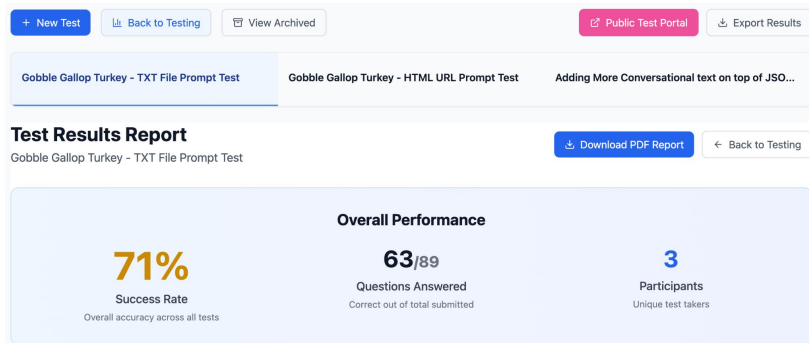 + New Test
Back to Testing
View Archived
Public Test Portal
Export Results
Gobble Gallop Turkey - TXT File Prompt Test
Gobble Gallop Turkey - HTML URL Prompt Test
Adding More Conversational text on top of JSO...
Test Results Report
Gobble Gallop Turkey - TXT File Prompt Test
Download PDF Report
← Back to Testing
Overall Performance
71%
Success Rate
Overall accuracy across all tests
63/89
Questions Answered
Correct out of total submitted
3
Participants
Unique test takers